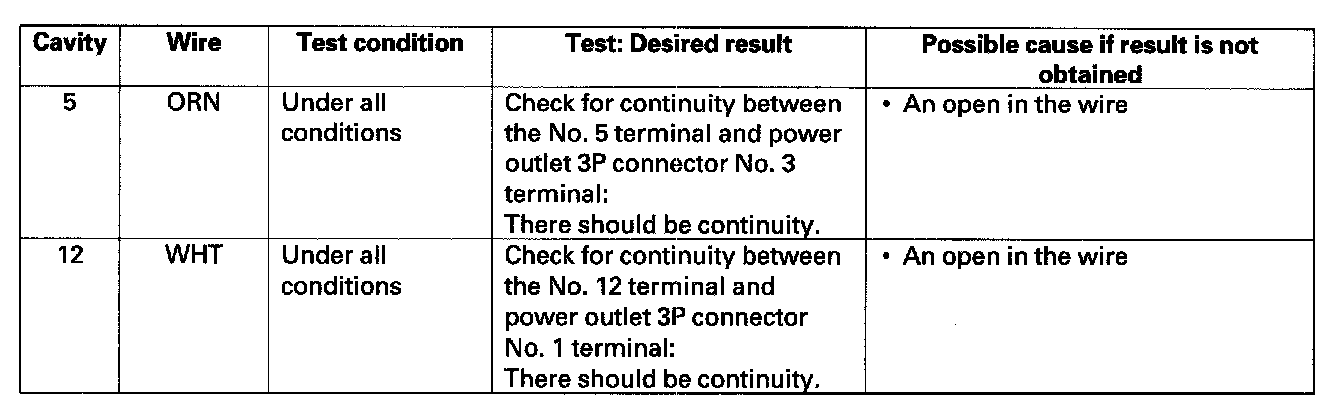 Cavity Wire Test condition Test: Desired result Possible cause if result is not
obtained
5 ORN Under all Check for continuity between • An open in the wire
conditions the No. 5 terminal and power
outlet 3P connector No. 3
terminal:
There should be continuity.
12 WHT Under all Check for continuity between • An open in the wire
conditions the No. 12 terminal and
power outlet 3P connector
No. 1 terminal:
There should be continuity.